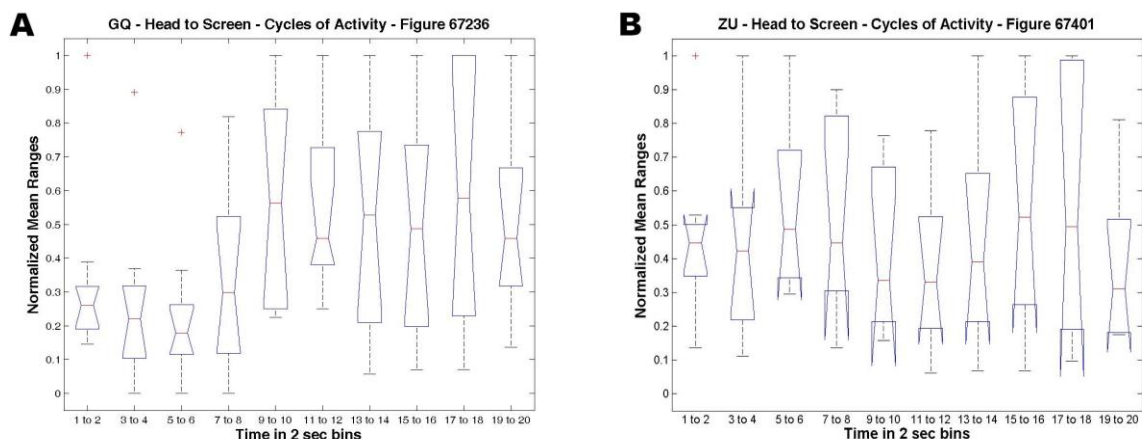 A
GQ - Head to Screen - Cycles of Activity - Figure 67236
Normalized Mean Ranges
1
0.9
0.8
0.7
0.6
0.5
0.4
0.3
0.2
0.1
0
1 to 2 3 to 4 5 to 6 7 to 8 9 to 10 11 to 12 13 to 14 15 to 16 17 to 18 19 to 20
Time in 2 sec bins
B
ZU - Head to Screen - Cycles of Activity - Figure 67401
Normalized Mean Ranges
1
0.9
0.8
0.7
0.6
0.5
0.4
0.3
0.2
0.1
0
1 to 2 3 to 4 5 to 6 7 to 8 9 to 10 11 to 12 13 to 14 15 to 16 17 to 18 19 to 20
Time in 2 sec bins